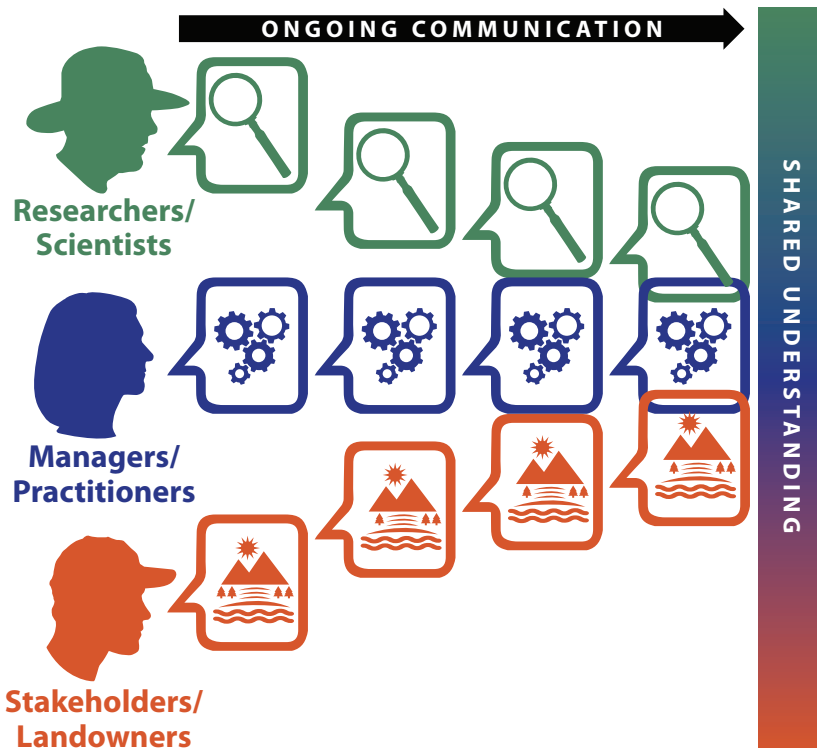 ONGOING COMMUNICATION
Researchers/
Scientists
Managers/
Practitioners
Stakeholders/
Landowners
SHARED UNDERSTANDING